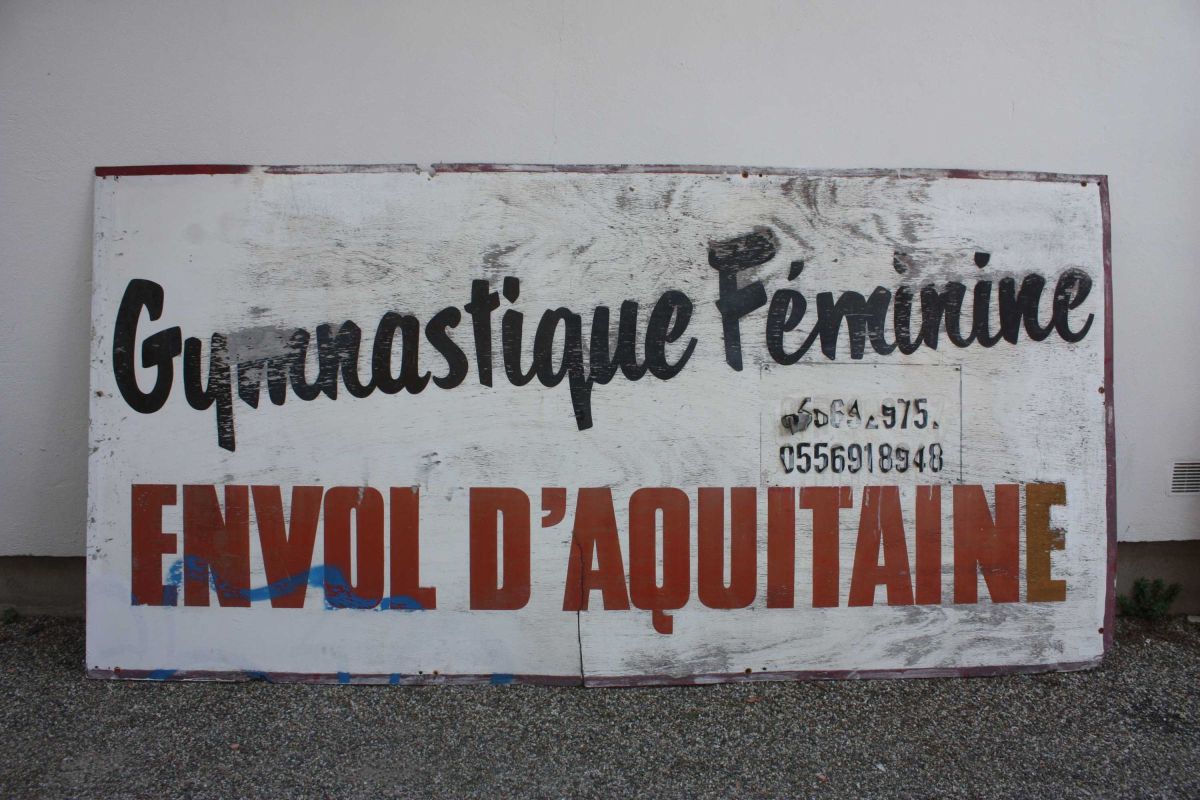 Gymnastique Féminine
0556918948
ENVOL D'AQUITAINE